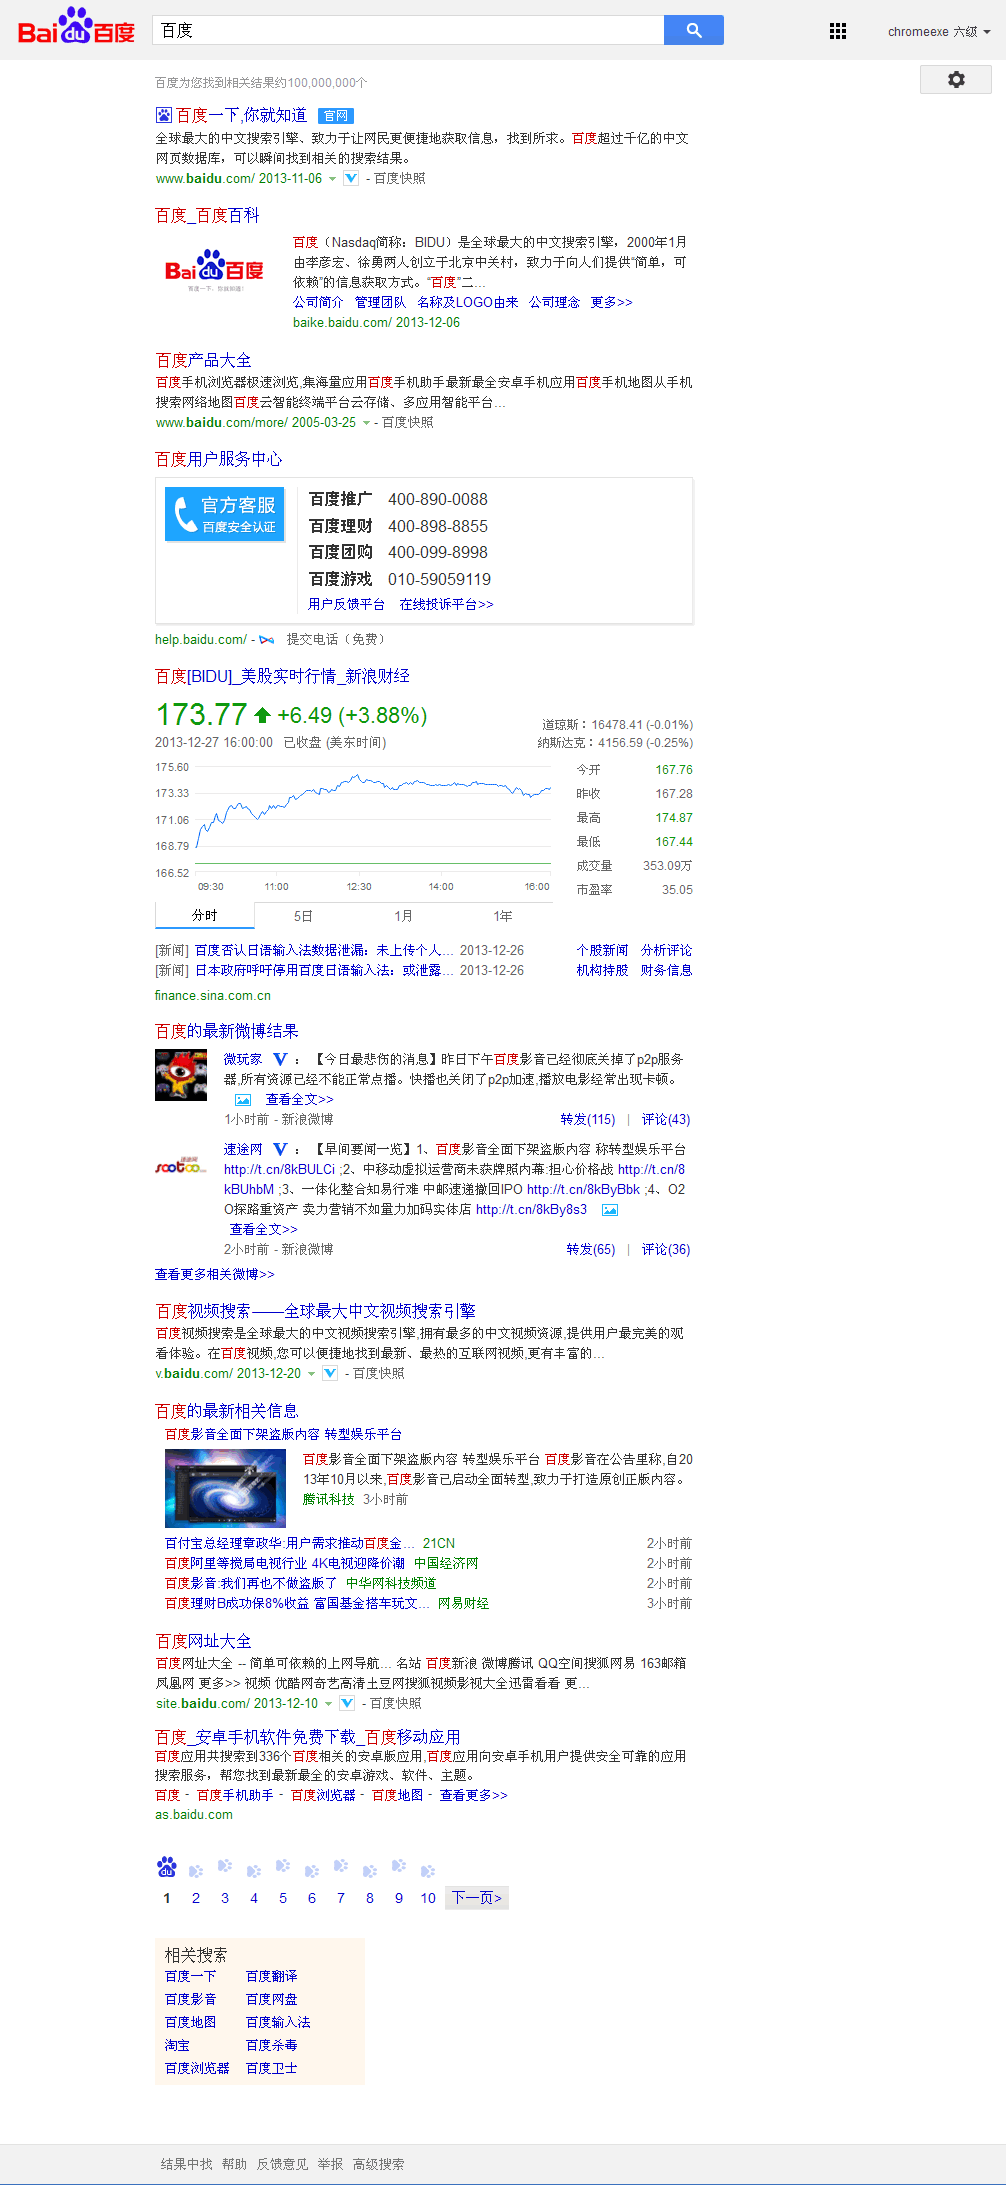 Bai du 百度
百度
chromeexe 六级
百度为您找到相关结果约100,000,000个
百度一下,你就知道 官网
全球最大的中文搜索引擎、致力于让网民更便捷地获取信息，找到所求。百度超过千亿的中文
网页数据库，可以瞬间找到相关的搜索结果。
www.baidu.com/ 2013-11-06 - 百度快照
百度_百度百科
Bai du 百度
百度一下，你就知道！
百度（Nasdaq简称：BIDU）是全球最大的中文搜索引擎，2000年1月
由李彦宏、徐勇两人创立于北京中关村，致力于向人们提供“简单，可
依赖”的信息获取方式。“百度”二...
公司简介 管理团队 名称及LOGO由来 公司理念 更多>>
baike.baidu.com/ 2013-12-06
百度产品大全
百度手机浏览器极速浏览,集海量应用百度手机助手最新最全安卓手机应用百度手机地图从手机
搜索网络地图百度云智能终端平台云存储、多应用智能平台...
www.baidu.com/more/ 2005-03-25 - 百度快照
百度用户服务中心
官方客服
百度安全认证
百度推广 400-890-0088
百度理财 400-898-8855
百度团购 400-099-8998
百度游戏 010-59059119
用户反馈平台 在线投诉平台>>
help.baidu.com/ - 提交电话（免费）
百度[BIDU]_美股实时行情_新浪财经
173.77 +6.49 (+3.88%)
道琼斯：16478.41 (-0.01%)
2013-12-27 16:00:00 已收盘 (美东时间)
纳斯达克：4156.59 (-0.25%)
175.60
173.33
171.06
168.79
166.52
09:30 11:00 12:30 14:00 16:00
今开 167.76
昨收 167.28
最高 174.87
最低 167.44
成交量 353.09万
市盈率 35.05
分时 5日 1月 1年
[新闻] 百度否认日语输入法数据泄漏：未上传个人... 2013-12-26 个股新闻 分析评论
[新闻] 日本政府呼吁停用百度日语输入法：或泄露... 2013-12-26 机构持股 财务信息
finance.sina.com.cn
百度的最新微博结果
微玩家 V ：【今日最悲伤的消息】昨日下午百度影音已经彻底关掉了p2p服务
器,所有资源己经不能正常点播。快播也关闭了p2p加速,播放电影经常出现卡顿。
查看全文>>
1小时前 - 新浪微博 转发(115) | 评论(43)
速途网
sootoo
速途网 V ：【早间要闻一览】1、百度影音全面下架盗版内容 称转型娱乐平台
http://t.cn/8kBULCi ;2、中移动虚拟运营商未获牌照内幕:担心价格战 http://t.cn/8
kBUhbM ;3、一体化整合知易行难 中邮速递撤回IPO http://t.cn/8kByBbk ;4、O2
O探路重资产 卖力营销不如量力加码实体店 http://t.cn/8kBy8s3
查看全文>>
2小时前 - 新浪微博 转发(65) | 评论(36)
查看更多相关微博>>
百度视频搜索——全球最大中文视频搜索引擎
百度视频搜索是全球最大的中文视频搜索引擎,拥有最多的中文视频资源,提供用户最完美的观
看体验。在百度视频,您可以便捷地找到最新、最热的互联网视频,更有丰富的...
v.baidu.com/ 2013-12-20 - 百度快照
百度的最新相关信息
百度影音全面下架盗版内容 转型娱乐平台
百度影音全面下架盗版内容 转型娱乐平台 百度影音在公告里称,自20
13年10月以来,百度影音已启动全面转型,致力于打造原创正版内容。
腾讯科技 3小时前
百付宝总经理章政华:用户需求推动百度金... 21CN 2小时前
百度阿里等搅局电视行业 4K电视迎降价潮 中国经济网 2小时前
百度影音:我们再也不做盗版了 中华网科技频道 2小时前
百度理财B成功保8%收益 富国基金搭车玩文... 网易财经 3小时前
百度网址大全
百度网址大全 -- 简单可依赖的上网导航... 名站 百度新浪 微博腾讯 QQ空间搜狐网易 163邮箱
凤凰网 更多>> 视频 优酷网奇艺高清土豆网搜狐视频影视大全迅雷看看 更...
site.baidu.com/ 2013-12-10 - 百度快照
百度_安卓手机软件免费下载_百度移动应用
百度应用共搜索到336个百度相关的安卓版应用,百度应用向安卓手机用户提供安全可靠的应用
搜索服务，帮您找到最新最全的安卓游戏、软件、主题。
百度 - 百度手机助手 - 百度浏览器 - 百度地图 - 查看更多>>
as.baidu.com
du
1 2 3 4 5 6 7 8 9 10 下一页>
相关搜索
百度一下 百度翻译
百度影音 百度网盘
百度地图 百度输入法
淘宝 百度杀毒
百度浏览器 百度卫士
结果中找 帮助 反馈意见 举报 高级搜索